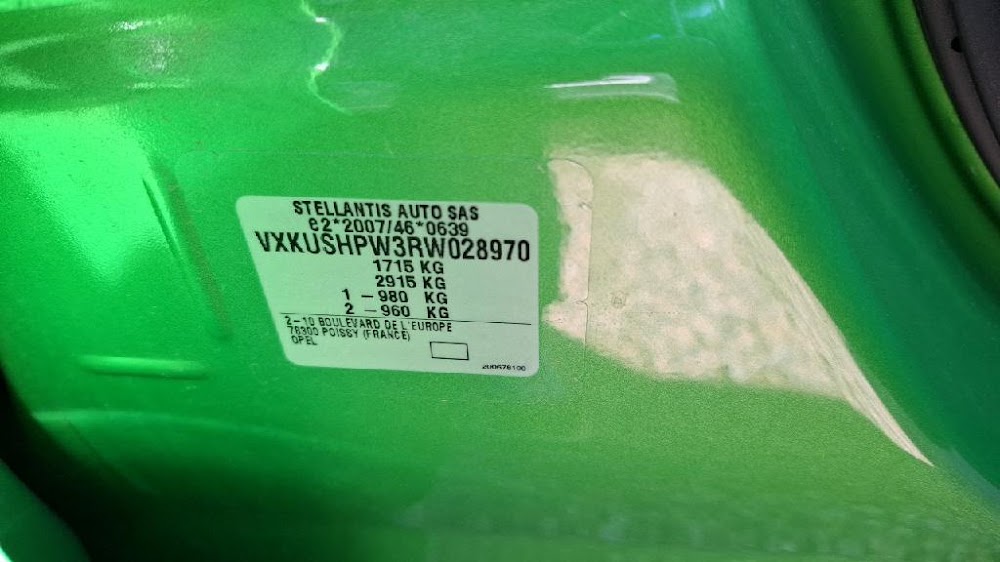 STELLANTIS AUTO SAS
e2*2007/46*0639
VXKUSHPW3RW028970
1715 KG
2915 KG
1 – 980 KG
2 – 960 KG
2–10 BOULEVARD DE L'EUROPE
78300 POISSY (FRANCE)
OPEL